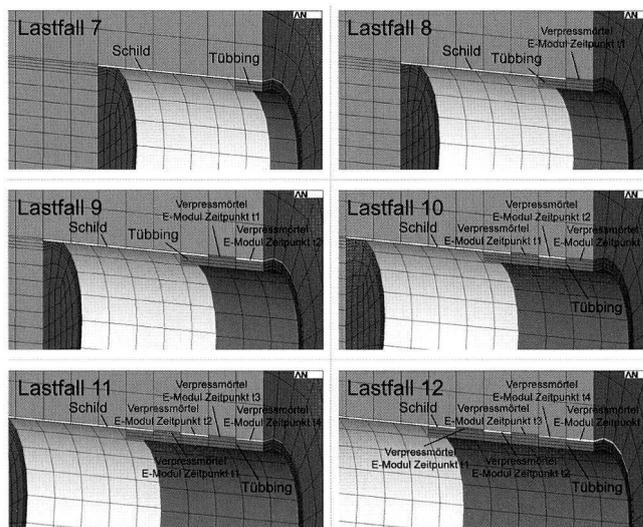 Lastfall 7
Schild
Tübbing
Lastfall 8
Verpressmörtel
E-Modul Zeitpunkt t1
Schild
Tübbing
Lastfall 9
Verpressmörtel
E-Modul Zeitpunkt t1
Schild
Verpressmörtel
E-Modul Zeitpunkt t2
Tübbing
Lastfall 10
Verpressmörtel
E-Modul Zeitpunkt t2
Schild
Verpressmörtel
Verpressmörtel
E-Modul Zeitpunkt t1
E-Modul Zeitpunkt
Tübbing
Lastfall 11
Verpressmörtel
E-Modul Zeitpunkt t3
Schild
Verpressmörtel
Verpressmörtel
E-Modul Zeitpunkt t2
E-Modul Zeitpunkt t4
Verpressmörtel
E-Modul Zeitpunkt t1
Tübbing
Lastfall 12
Verpressmörtel
E-Modul Zeitpunkt t4
Schild
Verpressmörtel
Verpressmörtel
E-Modul Zeitpunkt t3
E-Modul Zeitpunkt
Verpressmörtel
E-Modul Zeitpunkt t1
Verpressmörtel
E-Modul Zeitpunkt t2
Tübbing